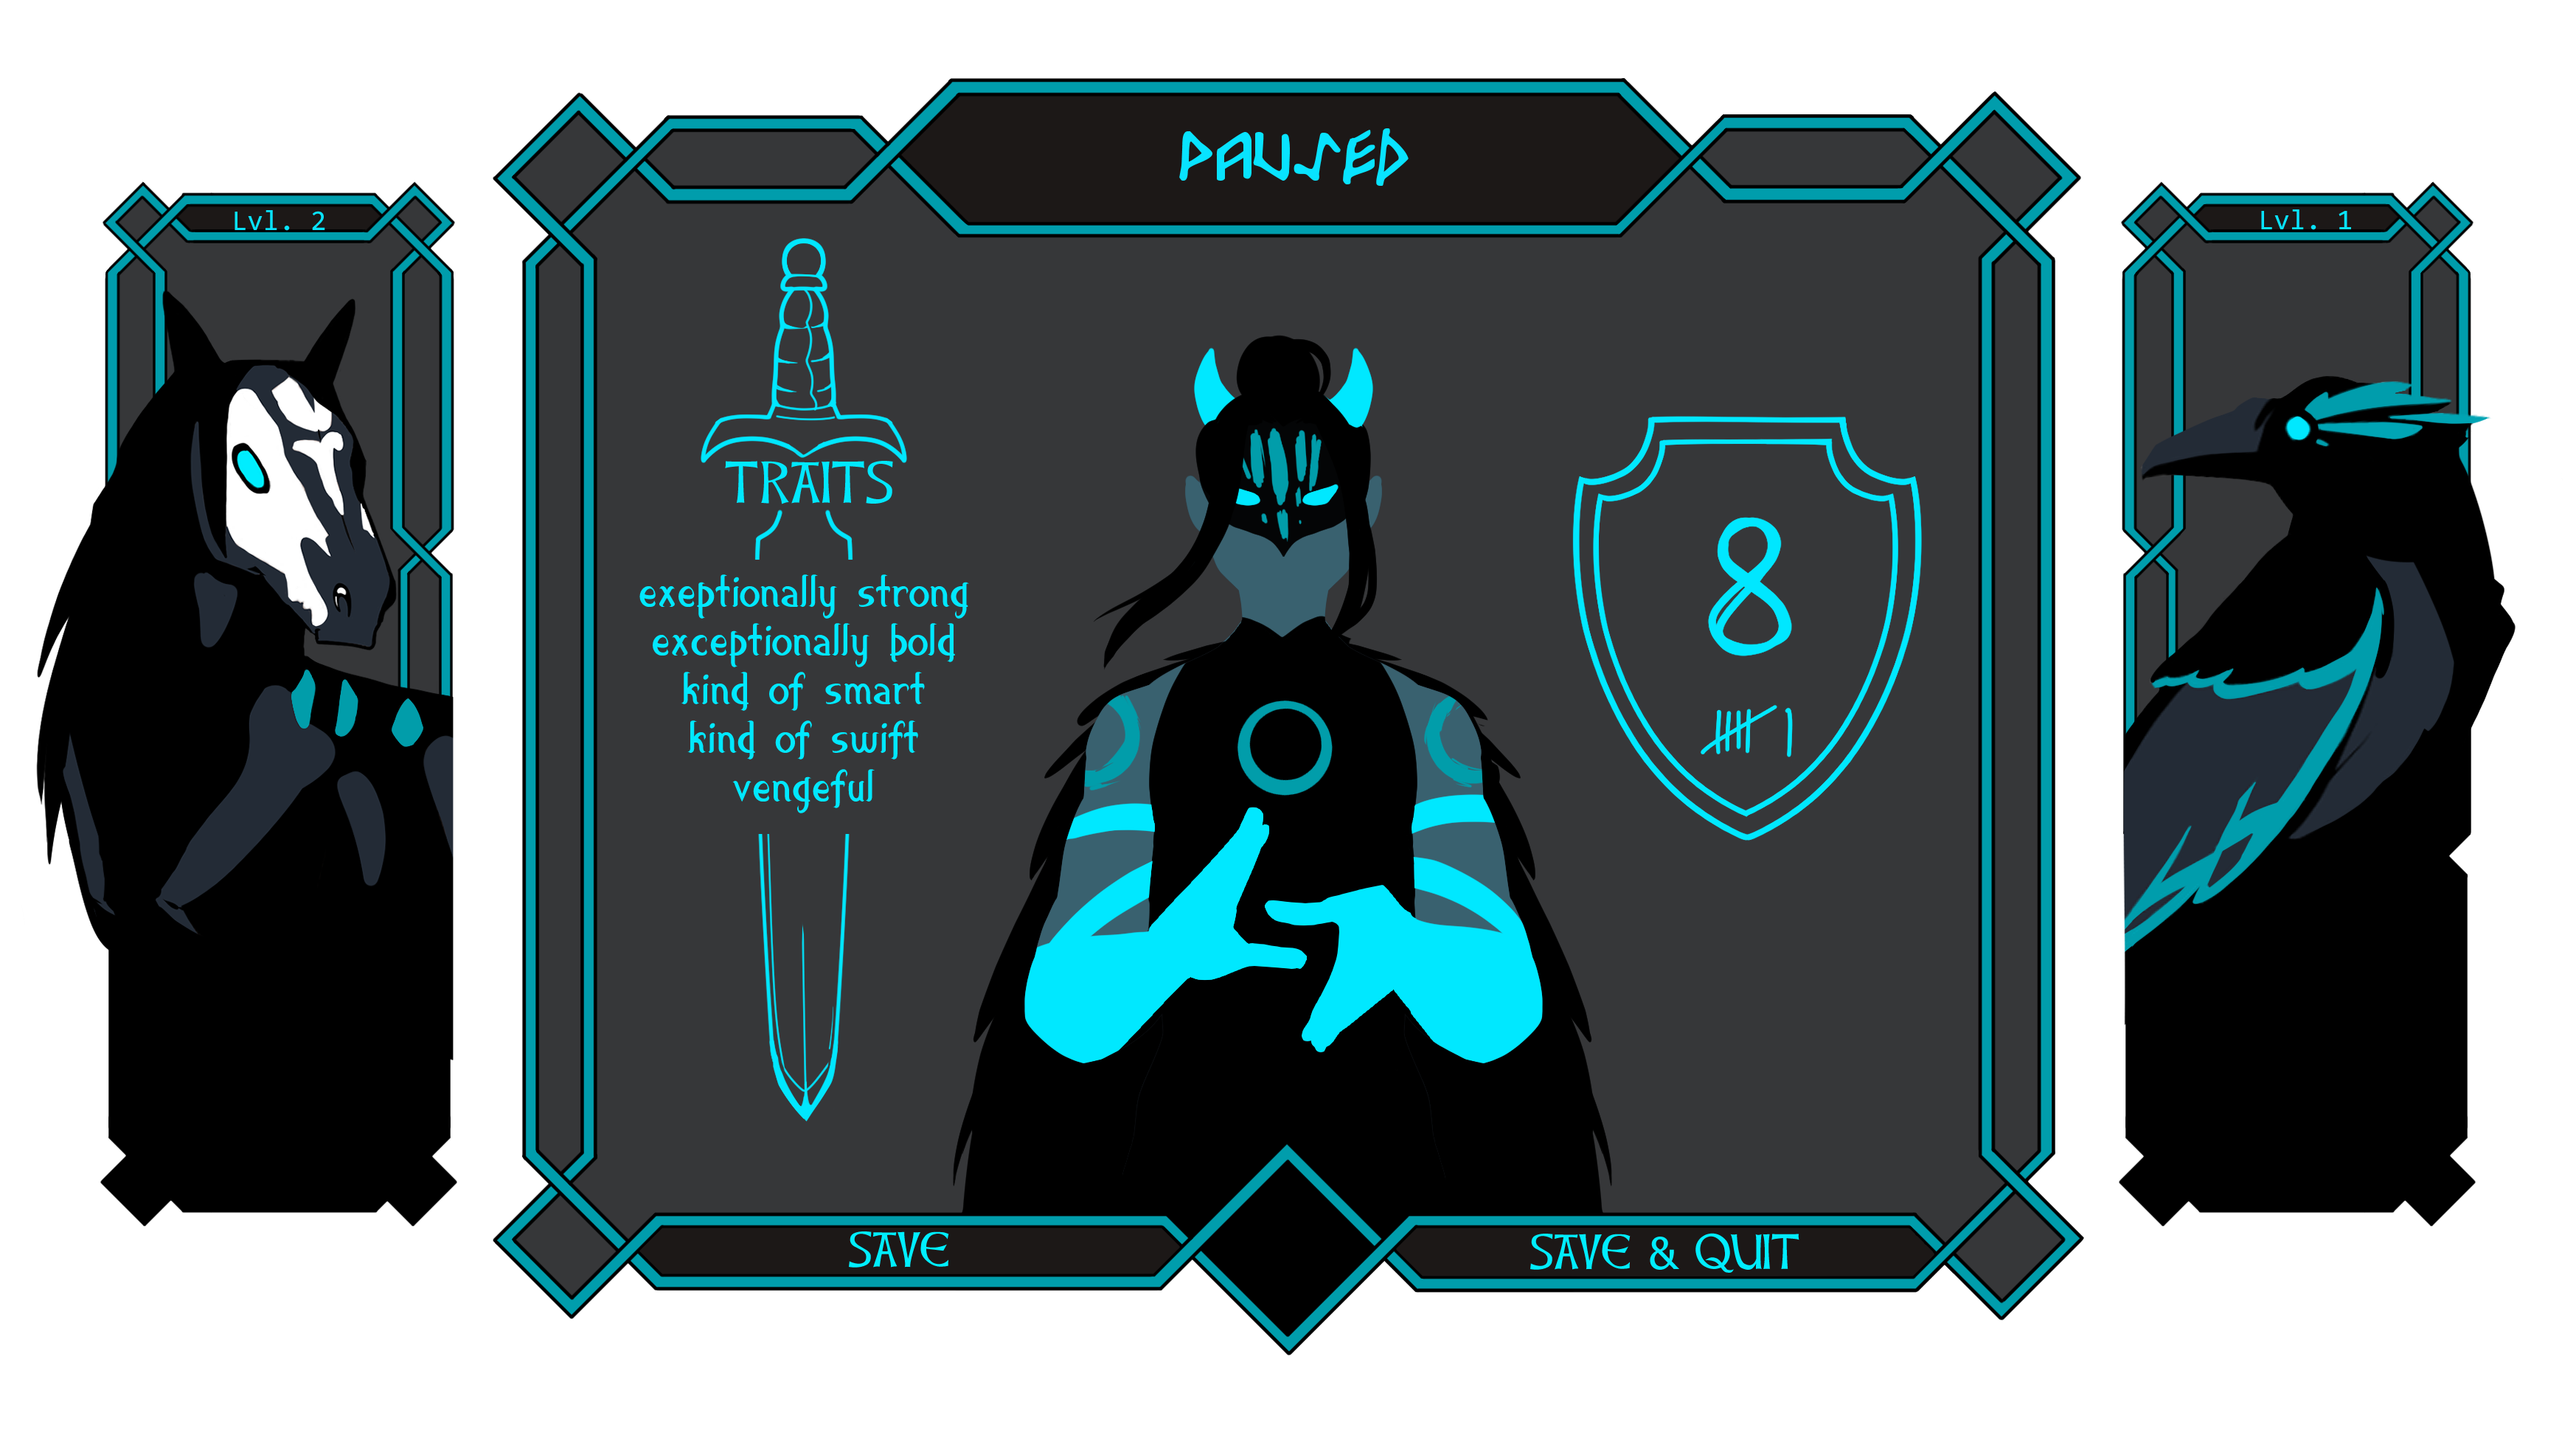 PAUSED
Lvl. 2
Lvl. 1
TRAITS
exeptionally strong
exceptionally bold
kind of smart
kind of swift
vengeful
8
SAVE
SAVE & QUIT